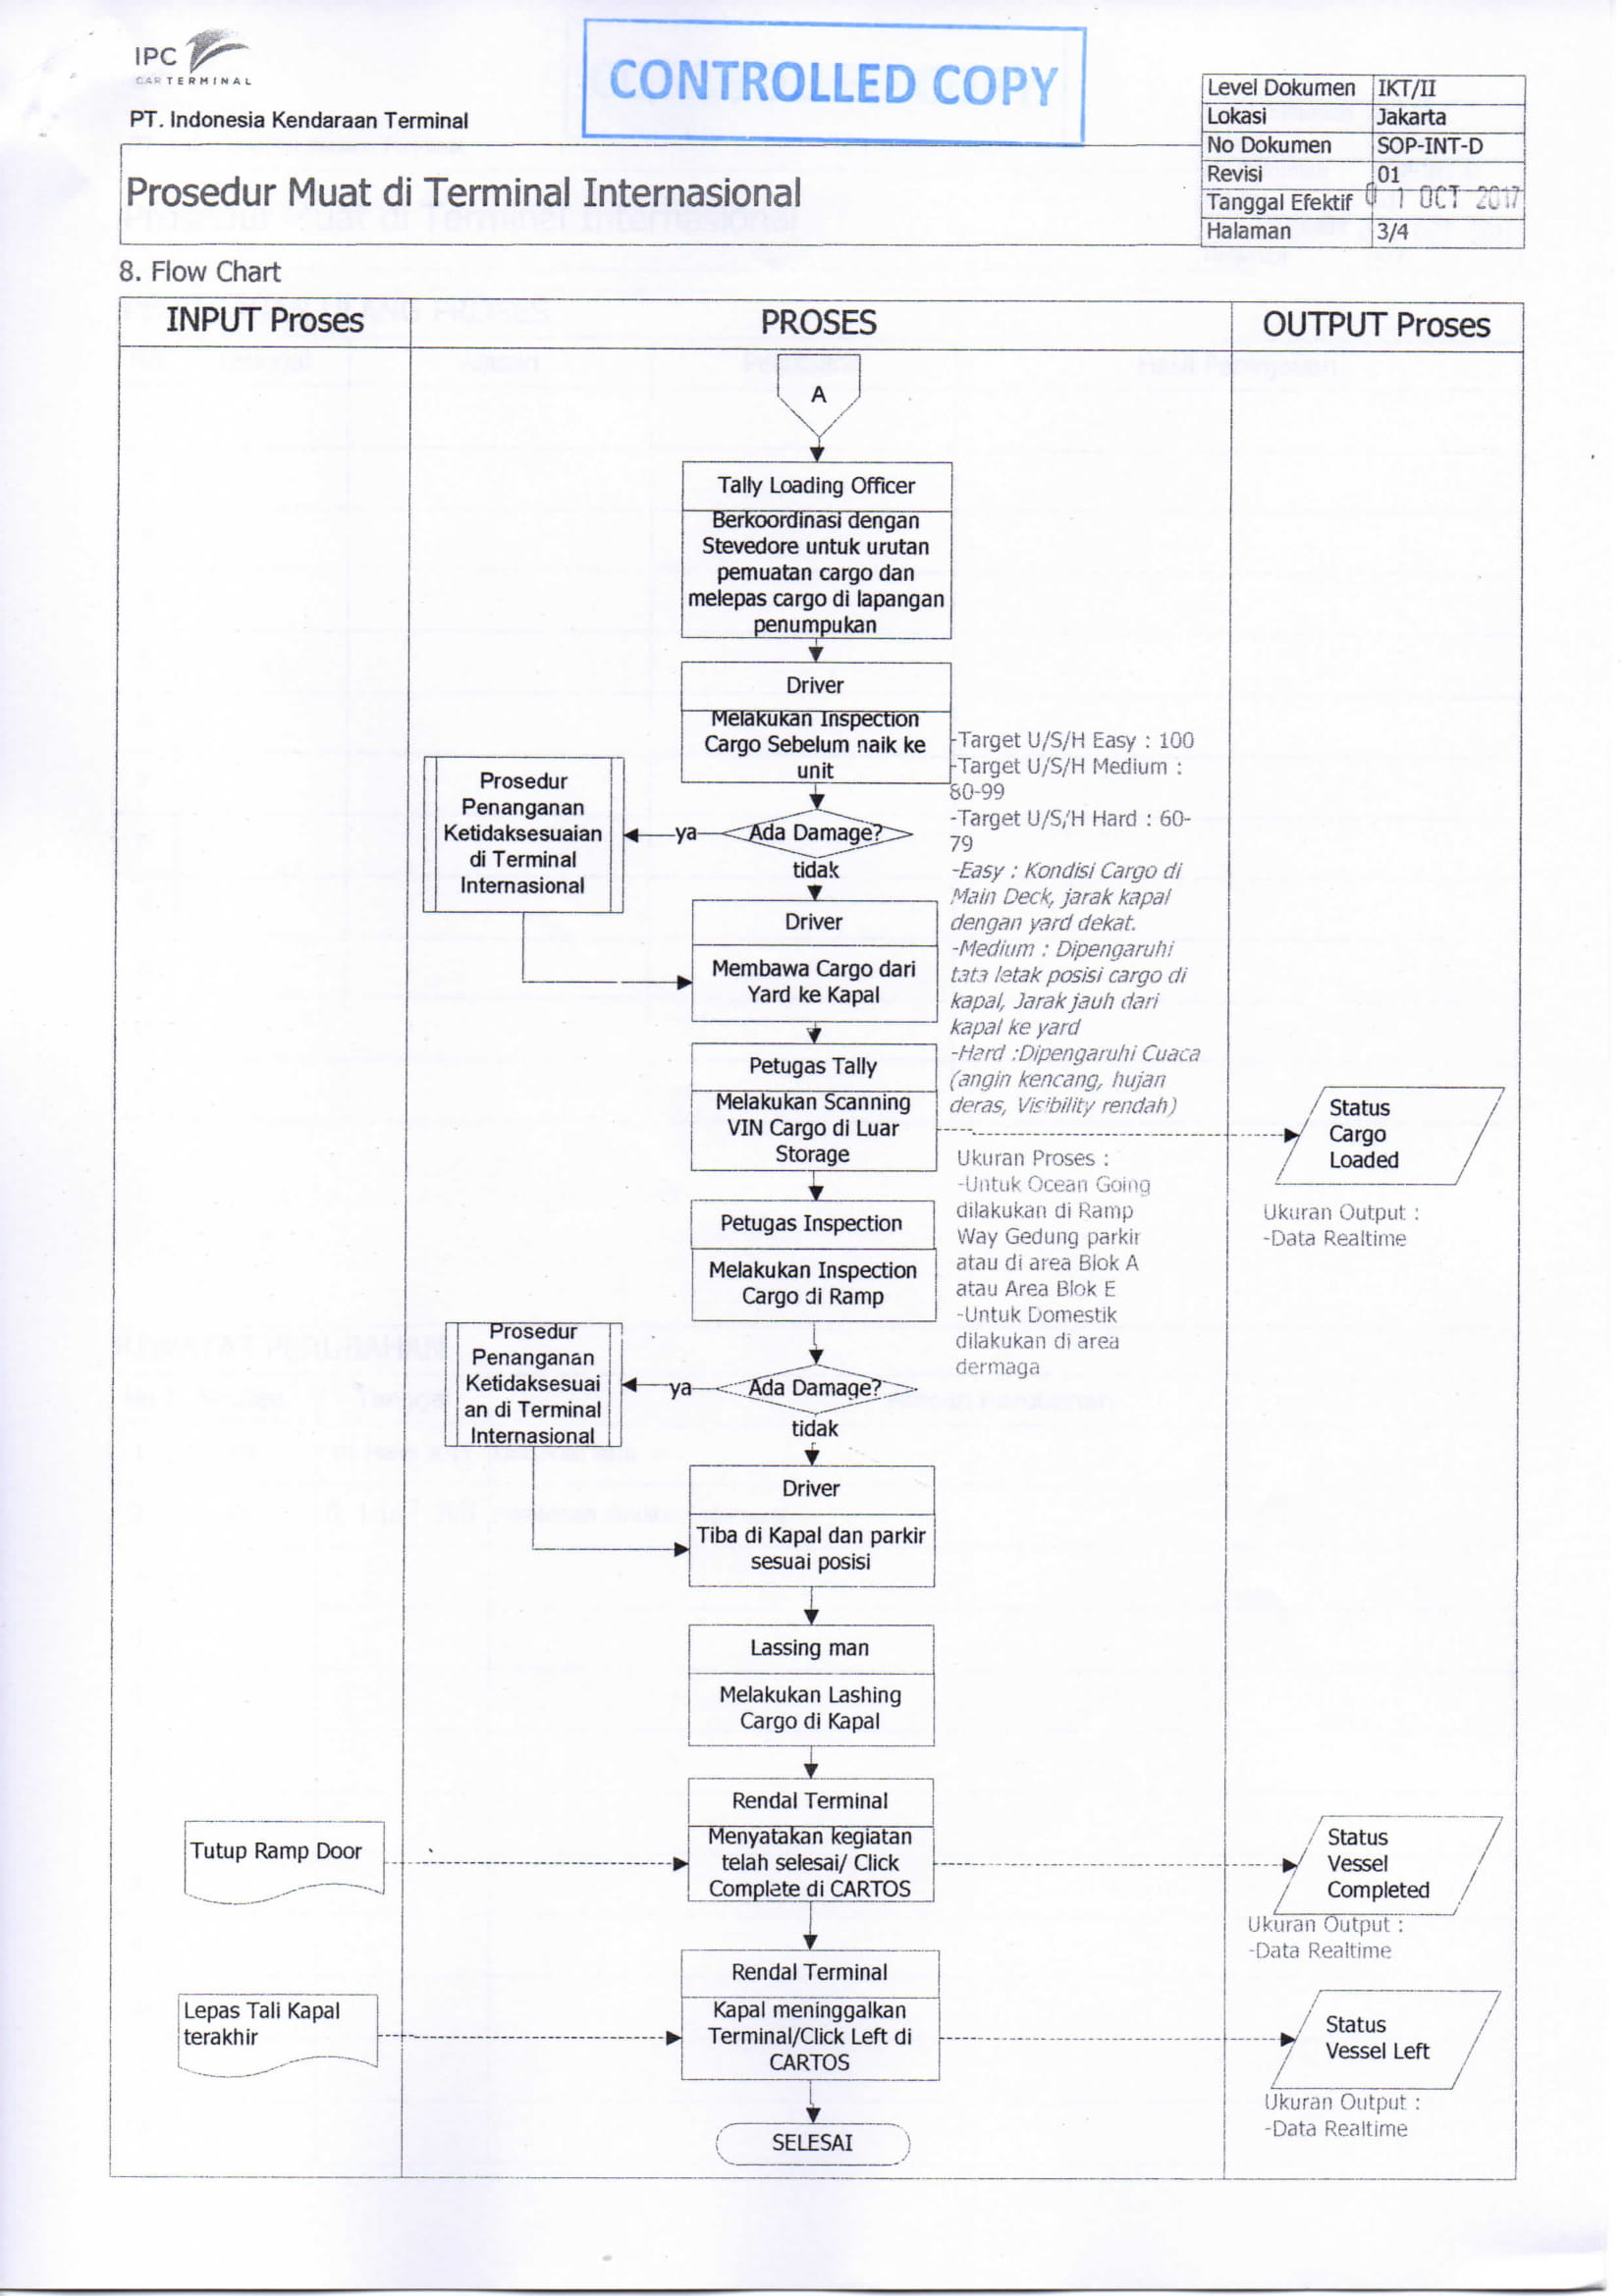 IPC
CAR TERMINAL
PT. Indonesia Kendaraan Terminal
CONTROLLED COPY
Level Dokumen IKT/II
Lokasi Jakarta
No Dokumen SOP-INT-D
Revisi 01
Tanggal Efektif 0 1 OCT 2017
Halaman 3/4
Prosedur Muat di Terminal Internasional
8. Flow Chart
INPUT Proses
PROSES
OUTPUT Proses
A
Tally Loading Officer
Berkoordinasi dengan
Stevedore untuk urutan
pemuatan cargo dan
melepas cargo di lapangan
penumpukan
Driver
Melakukan Inspection
Cargo Sebelum naik ke
unit
-Target U/S/H Easy : 100
-Target U/S/H Medium :
80-99
-Target U/S/H Hard : 60-
79
-Easy : Kondisi Cargo di
Main Deck, jarak kapal
dengan yard dekat.
-Medium : Dipengaruhi
tata letak posisi cargo di
kapal, Jarak jauh dari
kapal ke yard
-Hard :Dipengaruhi Cuaca
(angin kencang, hujan
deras, Visibility rendah)
Ada Damage?
ya
Prosedur
Penanganan
Ketidaksesuaian
di Terminal
Internasional
tidak
Driver
Membawa Cargo dari
Yard ke Kapal
Petugas Tally
Melakukan Scanning
VIN Cargo di Luar
Storage
Status
Cargo
Loaded
Ukuran Output :
-Data Realtime
Ukuran Proses :
-Untuk Ocean Going
dilakukan di Ramp
Way Gedung parkir
atau di area Blok A
atau Area Blok E
-Untuk Domestik
dilakukan di area
dermaga
Petugas Inspection
Melakukan Inspection
Cargo di Ramp
Ada Damage?
ya
Prosedur
Penanganan
Ketidaksesuai
an di Terminal
Internasional
tidak
Driver
Tiba di Kapal dan parkir
sesuai posisi
Lassing man
Melakukan Lashing
Cargo di Kapal
Tutup Ramp Door
Rendal Terminal
Menyatakan kegiatan
telah selesai/ Click
Complete di CARTOS
Status
Vessel
Completed
Ukuran Output :
-Data Realtime
Lepas Tali Kapal
terakhir
Rendal Terminal
Kapal meninggalkan
Terminal/Click Left di
CARTOS
Status
Vessel Left
Ukuran Output :
-Data Realtime
SELESAI